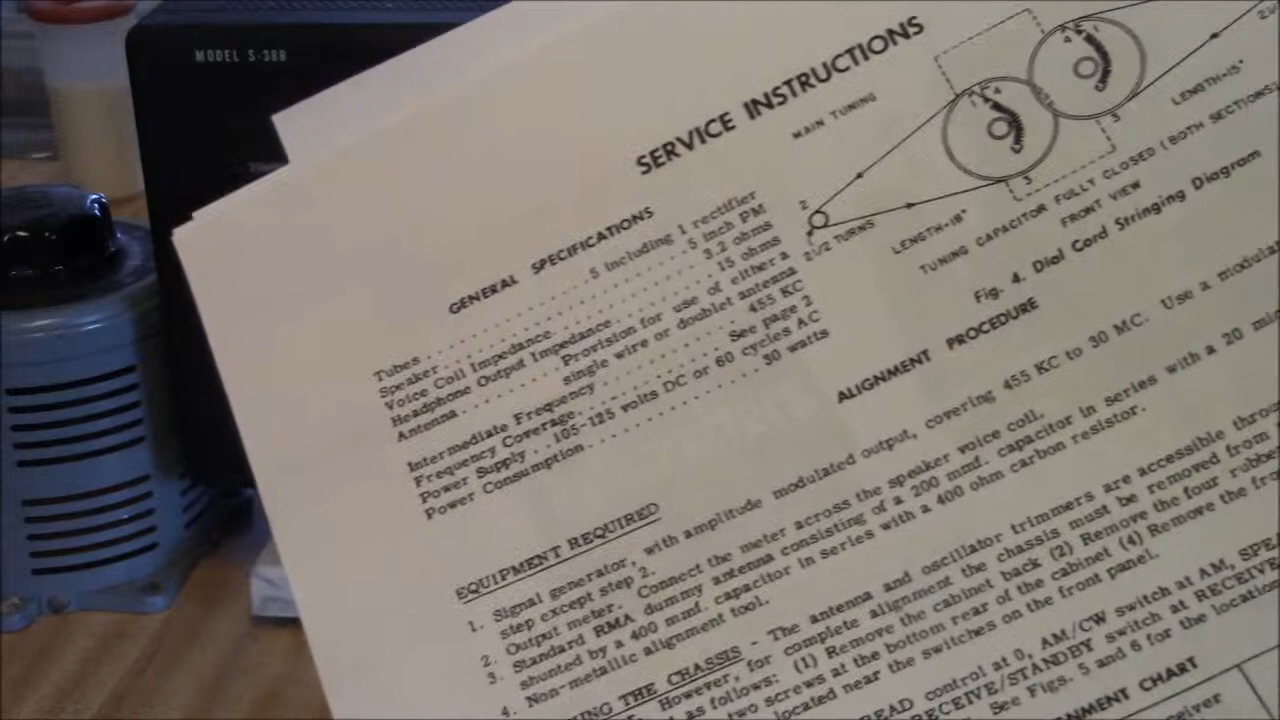 MODEL S-38B
SERVICE INSTRUCTIONS
GENERAL SPECIFICATIONS
Tubes . . . . . . . . . . . . . . . . . . 5 including 1 rectifier
Speaker . . . . . . . . . . . . . . . . . . . . . . 5 inch PM
Voice Coil Impedance. . . . . . . . . . . . . . 3.2 ohms
Headphone Output Impedance . . . . . . . . . 15 ohms
Antenna . . . . . . . . . . Provision for use of either a
single wire or doublet antenna
Intermediate Frequency . . . . . . . . . . . . . 455 KC
Frequency Coverage. . . . . . . . . . . . . See page 2
Power Supply . . 105-125 volts DC or 60 cycles AC
Power Consumption . . . . . . . . . . . . . . . 30 watts
MAIN TUNING
4 1
1 4
3
3
2
2 1/2 TURNS
LENGTH=18"
LENGTH=15"
TUNING CAPACITOR FULLY CLOSED (BOTH SECTIONS)
FRONT VIEW
Fig. 4. Dial Cord Stringing Diagram
ALIGNMENT PROCEDURE
EQUIPMENT REQUIRED
1. Signal generator, with amplitude modulated output, covering 455 KC to 30 MC. Use a
step except step 2.
2. Output meter. Connect the meter across the speaker voice coil.
3. Standard RMA dummy antenna consisting of a 200 mmf. capacitor in series with a 20
shunted by a 400 mmf. capacitor in series with a 400 ohm carbon resistor.
4. Non-metallic alignment tool.
THE CHASSIS - The antenna and oscillator trimmers are accessible
However, for complete alignment the chassis must be removed from
as follows: (1) Remove the cabinet back (2) Remove the four rubber
two screws at the bottom rear of the cabinet (4) Remove the
located near the switches on the front panel.
control at 0, AM/CW switch at AM,
RECEIVE/STANDBY switch at RECEIVE
See Figs. 5 and 6 for the
CHART